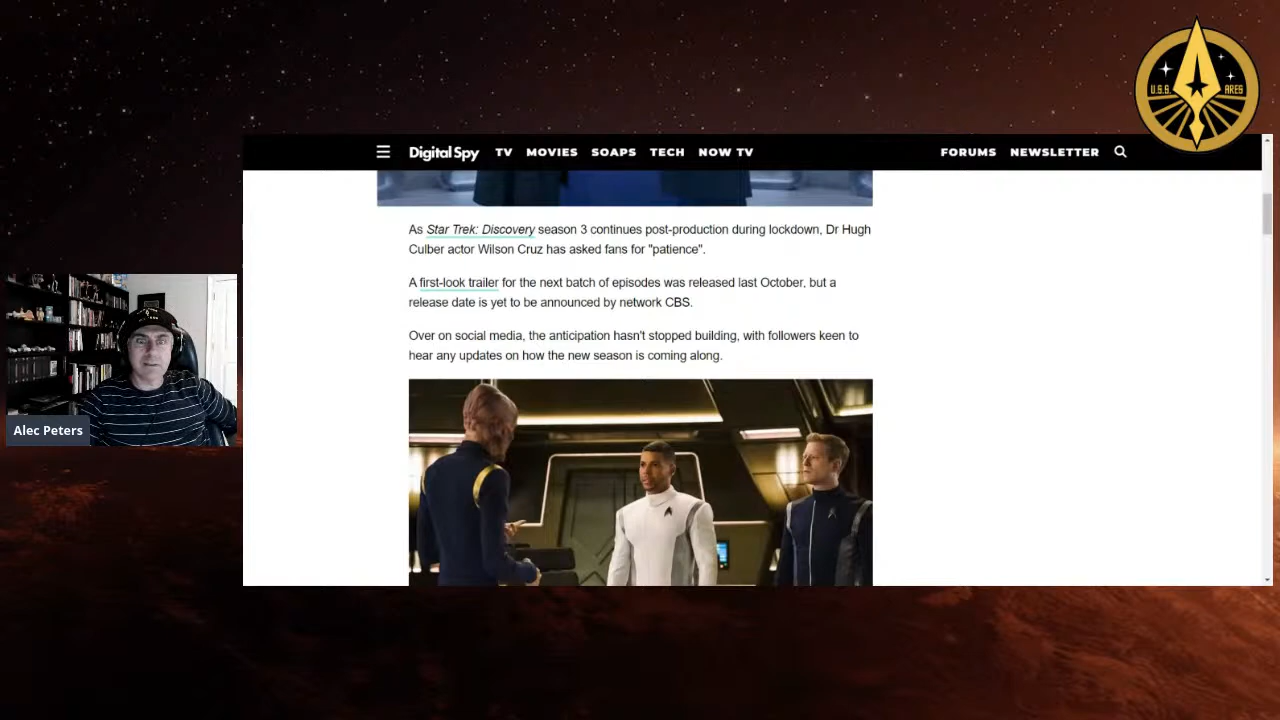 U.S.S. ARES
DigitalSpy TV MOVIES SOAPS TECH NOW TV FORUMS NEWSLETTER
As Star Trek: Discovery season 3 continues post-production during lockdown, Dr Hugh
Culber actor Wilson Cruz has asked fans for "patience".
A first-look trailer for the next batch of episodes was released last October, but a
release date is yet to be announced by network CBS.
Over on social media, the anticipation hasn't stopped building, with followers keen to
hear any updates on how the new season is coming along.
Alec Peters